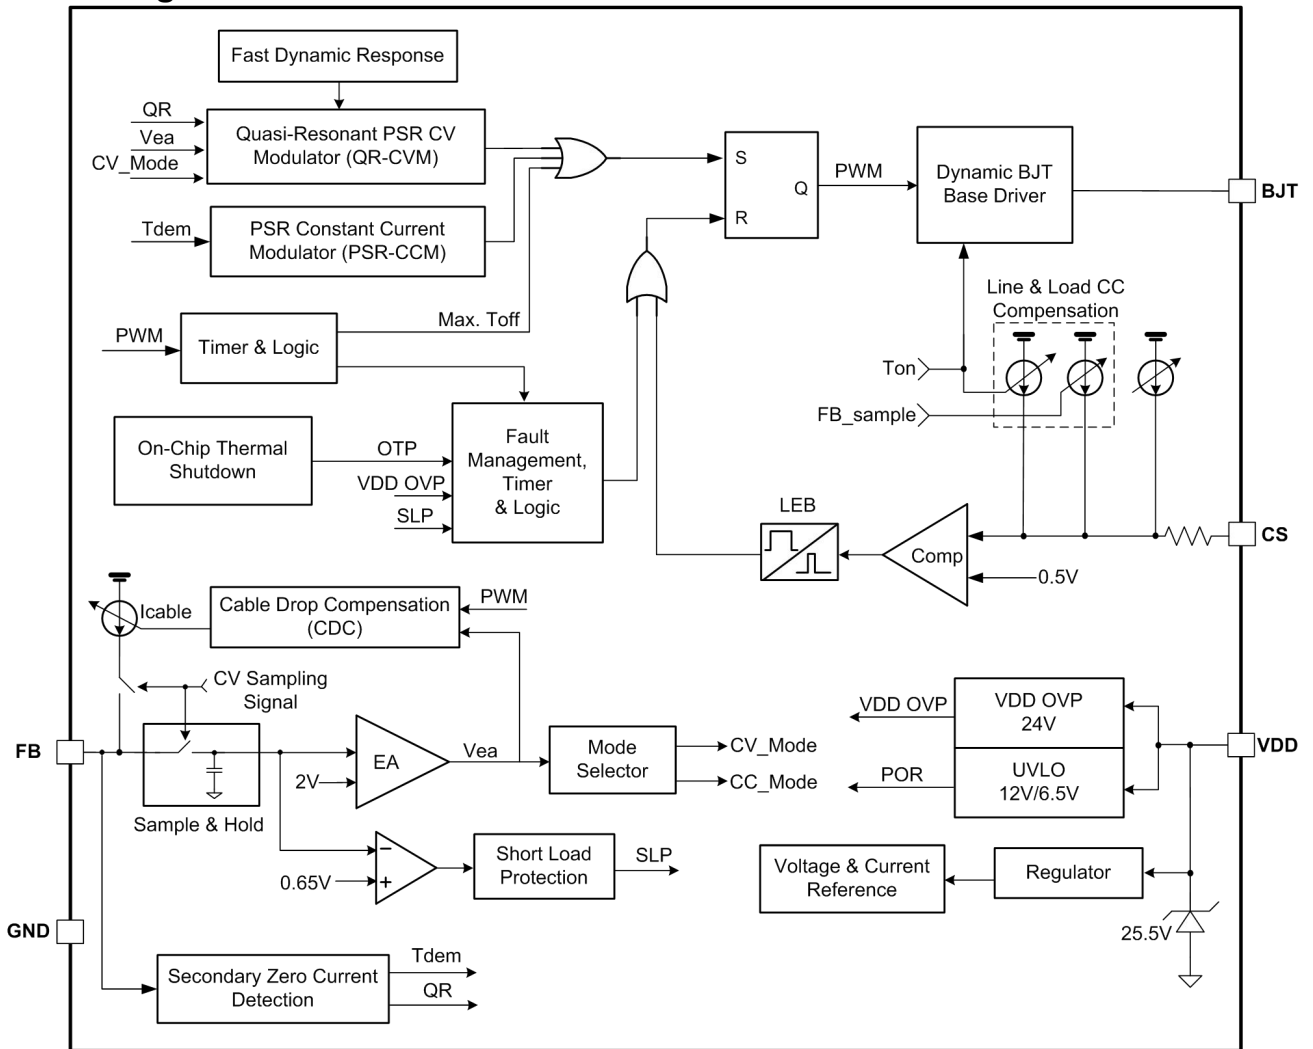 Fast Dynamic Response
QR
Vea
CV_Mode
Quasi-Resonant PSR CV
Modulator (QR-CVM)
Tdem
PSR Constant Current
Modulator (PSR-CCM)
S
R
Q
PWM
Dynamic BJT
Base Driver
BJT
Line & Load CC
Compensation
PWM
Timer & Logic
Max. Toff
Ton
FB_sample
On-Chip Thermal
Shutdown
OTP
VDD OVP
SLP
Fault
Management,
Timer
& Logic
LEB
Comp
0.5V
CS
Icable
Cable Drop Compensation
(CDC)
PWM
CV Sampling
Signal
FB
Sample & Hold
2V
EA
Vea
Mode
Selector
CV_Mode
CC_Mode
VDD OVP
POR
VDD OVP
24V
UVLO
12V/6.5V
VDD
0.65V
−
+
Short Load
Protection
SLP
Voltage & Current
Reference
Regulator
25.5V
GND
Secondary Zero Current
Detection
Tdem
QR